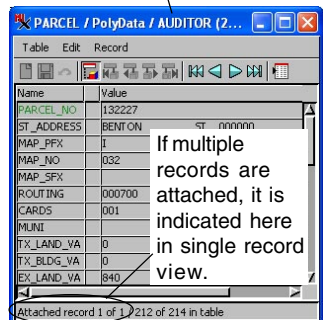 PARCEL / PolyData / AUDITOR (2...
Table Edit Record
Name Value
PARCEL_NO 132227
ST_ADDRESS BENTON ST 000000
MAP_PFX I
MAP_NO 032
MAP_SFX
ROUTING 000700
CARDS 001
MUNI
TX_LAND_VA 0
TX_BLDG_VA 0
EX_LAND_VA 840
If multiple
records are
attached, it is
indicated here
in single record
view.
Attached record 1 of 1 / 212 of 214 in table